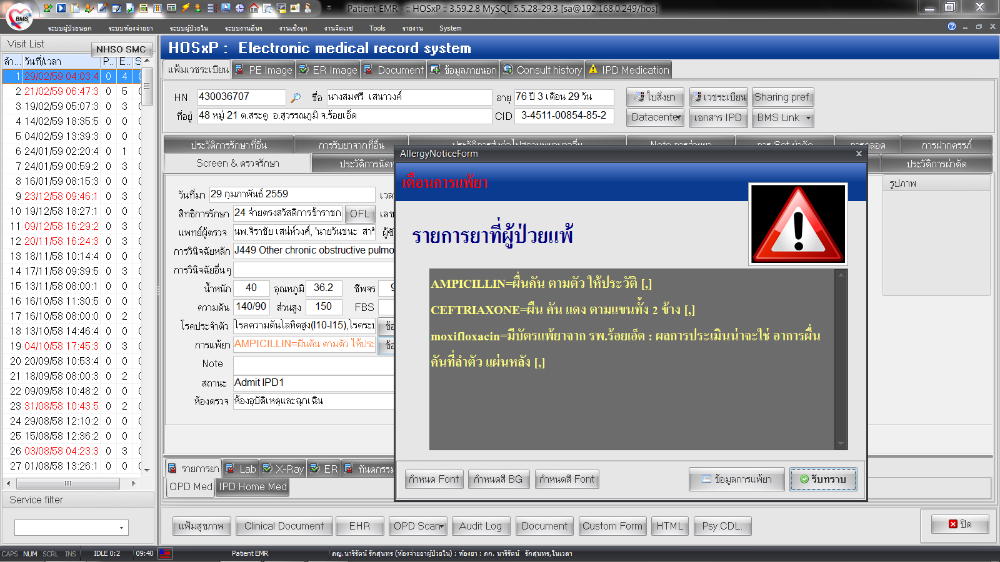 Patient EMR - :: HOSxP :: 3.59.2.8 MySQL 5.5.28-29.3 [sa@192.168.0.249/hos]
BMS
ระบบผู้ป่วยนอก ระบบห้องจ่ายยา ระบบผู้ป่วยใน ระบบงานอื่นๆ งานเชิงรุก งานจิตเวช Tools รายงาน System
Visit List
NHSO SMC
ลำ... วันที่/เวลา P.. E.. S
1 29/02/59 04:03:4 0 4
2 21/02/59 06:47:3 0 5
3 19/02/59 05:07:3 0 3
4 14/02/59 18:35:5 0 0
5 04/02/59 13:39:3 0 0
6 24/01/59 02:20:4 0 1
7 24/01/59 00:59:2 0 3
8 16/01/59 08:15:3 0 0
9 23/12/58 09:46:1 0 3
10 19/12/58 18:27:1 0 0
11 09/12/58 16:29:2 0 3
12 20/11/58 16:24:3 0 3
13 18/11/58 10:14:4 0 0
14 17/11/58 09:39:5 0 3
15 13/11/58 08:00:1 0 0
16 16/10/58 11:30:5 0 0
17 16/10/58 08:00:0 0 2
18 13/10/58 14:46:4 0 0
19 04/10/58 17:45:3 0 3
20 20/09/58 10:53:4 0 0
21 18/09/58 08:00:3 0 2
22 09/09/58 10:48:2 0 0
23 31/08/58 10:43:5 0 2
24 29/08/58 12:10:2 0 0
25 15/08/58 12:36:2 0 0
26 03/08/58 04:23:3 0 3
27 01/08/58 13:26:1 0 0
Service filter
HOSxP : Electronic medical record system
แฟ้มเวชระเบียน PE Image ER Image Document ข้อมูลภายนอก Consult history IPD Medication
HN 430036707 ชื่อ นางสมศรี เสนาวงค์ อายุ 76 ปี 3 เดือน 29 วัน ใบสั่งยา เวชระเบียน Sharing pref.
ที่อยู่ 48 หมู่ 21 ต.สระคู อ.สุวรรณภูมิ จ.ร้อยเอ็ด CID 3-4511-00854-85-2 Datacenter เอกสาร IPD BMS Link
ประวัติการรักษาที่อื่น การรับยาจากที่อื่น การฝากครรภ์
Screen & ตรวจรักษา ประวัติการผ่าตัด
วันที่มา 29 กุมภาพันธ์ 2559
สิทธิการรักษา 24 จ่ายตรงสวัสดิการข้าราชก OFL
แพทย์ผู้ตรวจ นพ.จิราชัย เสน่ห์วงศ์, 'นายวันชนะ
การวินิจฉัยหลัก J449 Other chronic obstructive pulmo
การวินิจฉัยอื่นๆ
น้ำหนัก 40 อุณหภูมิ 36.2 ชีพจร
ความดัน 140/90 ส่วนสูง 150 FBS
โรคประจำตัว โรคความดันโลหิตสูง(I10-I15),โรคระบ
การแพ้ยา AMPICILLIN=ผื่นคัน ตามตัว ให้ประ
Note
สถานะ Admit IPD1
ห้องตรวจ ห้องอุบัติเหตุและฉุกเฉิน
รูปภาพ
AllergyNoticeForm
เตือนการแพ้ยา
รายการยาที่ผู้ป่วยแพ้
AMPICILLIN=ผื่นคัน ตามตัว ให้ประวัติ [,]
CEFTRIAXONE=ผื่น คัน แดง ตามแขนทั้ง 2 ข้าง [,]
moxifloxacin=มีบัตรแพ้ยาจาก รพ.ร้อยเอ็ด : ผลการประเมินน่าจะใช่ อาการผื่น
คันที่ลำตัว แผ่นหลัง [,]
กำหนด Font กำหนดสี BG กำหนดสี Font ข้อมูลการแพ้ยา รับทราบ
รายการยา Lab X-Ray ER ทันตกรรม
OPD Med IPD Home Med
แฟ้มสุขภาพ Clinical Document EHR OPD Scan Audit Log Document Custom Form HTML Psy.CDL. ปิด
CAPS NUM SCRL INS IDLE 0:2 09:40 Patient EMR ภญ.นารีรัตน์ รักสุนทร (ห้องจ่ายยาผู้ป่วยใน) : ห้องยา : ภก. นารีรัตน์ รักสุนทร,ในเวลา